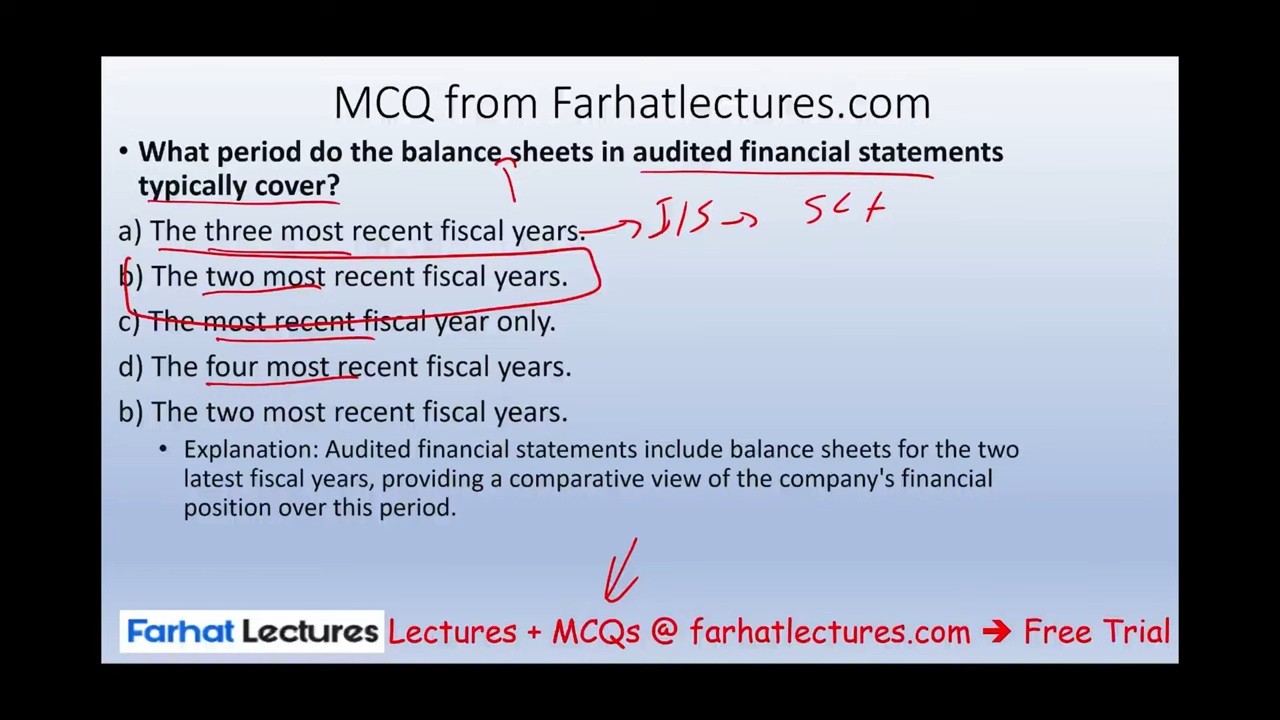 MCQ from Farhatlectures.com
• What period do the balance sheets in audited financial statements
typically cover?
a) The three most recent fiscal years. I/S SCF
b) The two most recent fiscal years.
c) The most recent fiscal year only.
d) The four most recent fiscal years.
b) The two most recent fiscal years.
• Explanation: Audited financial statements include balance sheets for the two
latest fiscal years, providing a comparative view of the company's financial
position over this period.
Farhat Lectures Lectures + MCQs @ farhatlectures.com → Free Trial